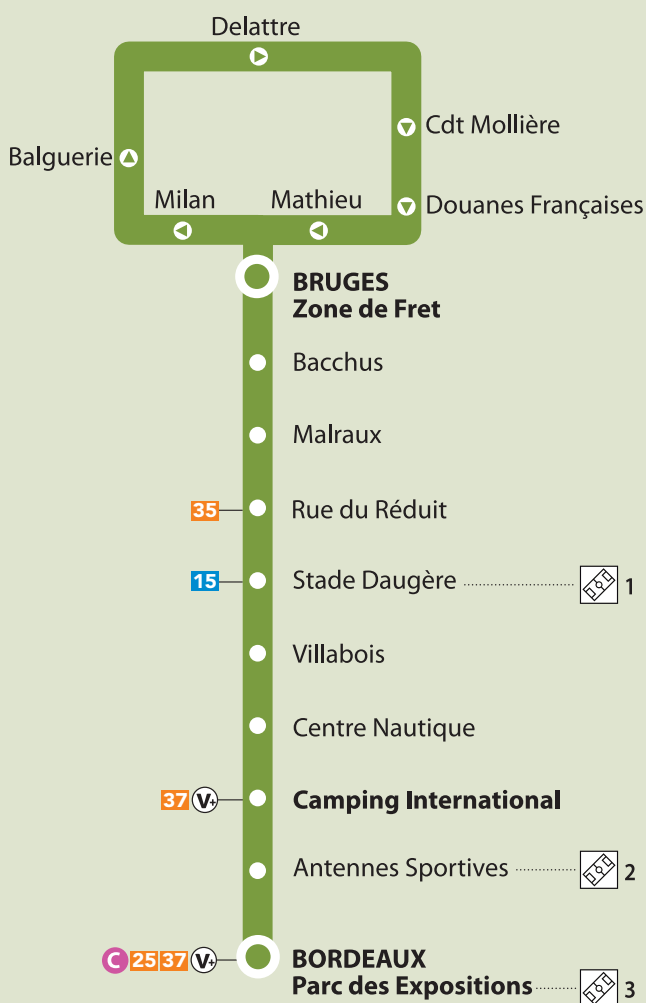 Delattre
Cdt Mollière
Balguerie
Milan
Mathieu
Douanes Françaises
BRUGES
Zone de Fret
Bacchus
Malraux
35 Rue du Réduit
15 Stade Daugère 1
Villabois
Centre Nautique
37 V+ Camping International
Antennes Sportives 2
C 25 37 V+ BORDEAUX
Parc des Expositions 3